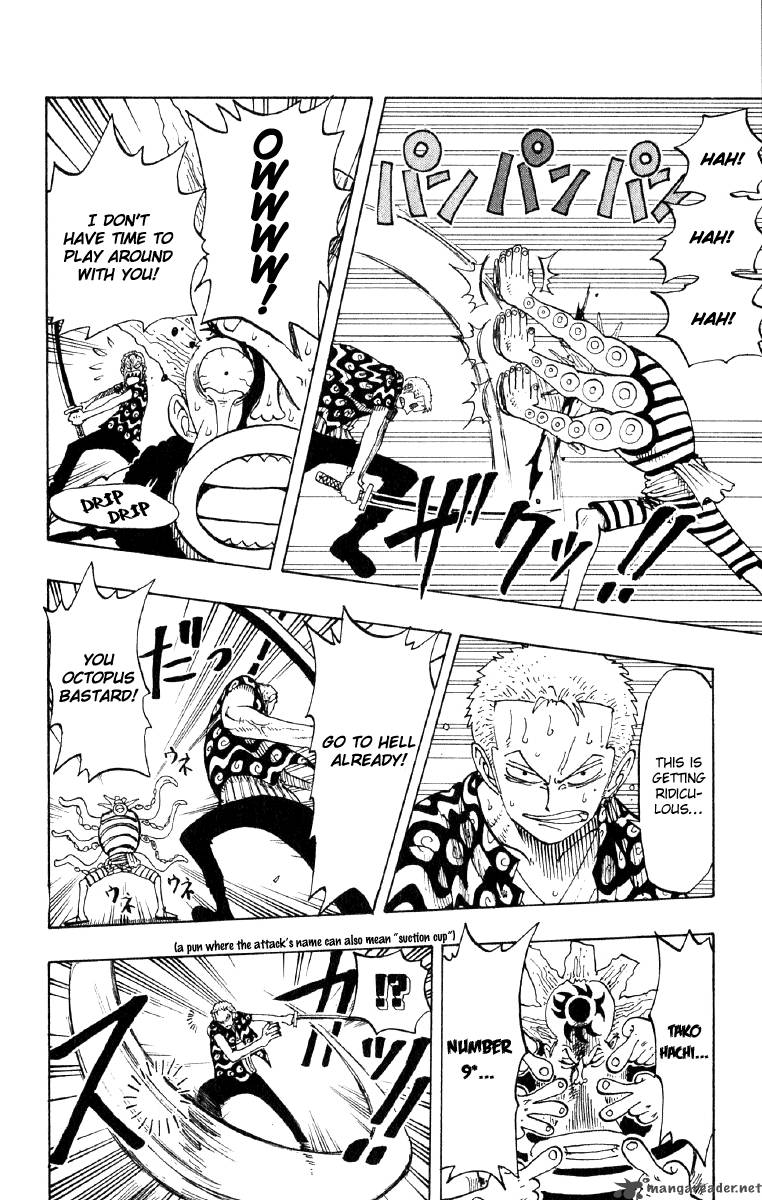 HAH!
HAH!
HAH!
パン パン パン
ザクッ!!
OWWWW!
I DON'T
HAVE TIME TO
PLAY AROUND
WITH YOU!
DRIP
DRIP
THIS IS
GETTING
RIDICU-
LOUS...
GO TO HELL
ALREADY!
だっ!
YOU
OCTOPUS
BASTARD!
ウネ
ウネ
ウネ
TAKO
HACHI...
NUMBER
9*...
(a pun where the attack's name can also mean "suction cup")
!?
スッ!!
mangareader.net